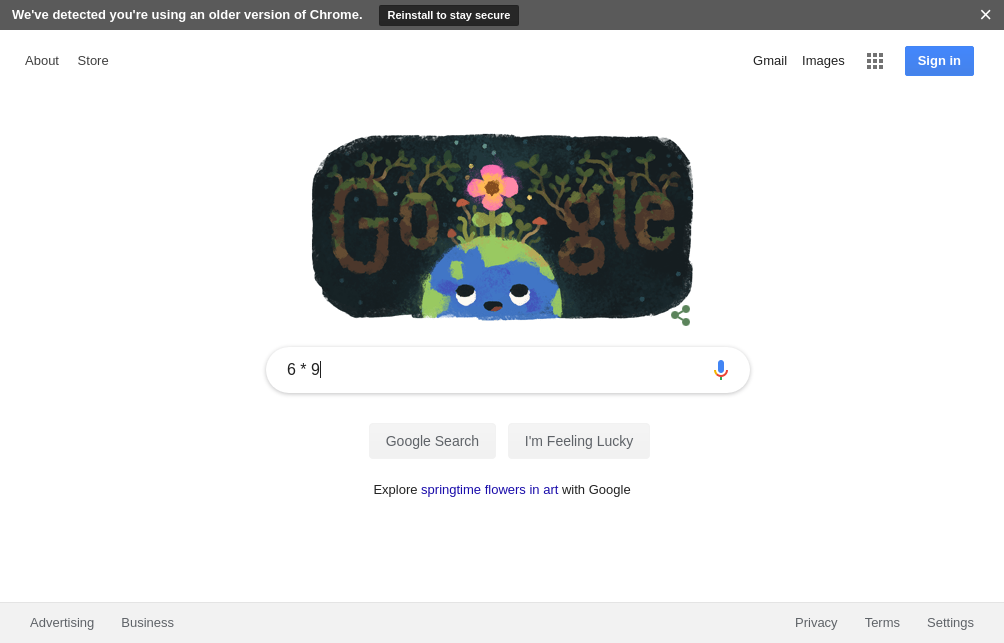 We've detected you're using an older version of Chrome. Reinstall to stay secure
About Store Gmail Images Sign in
Google
6 * 9
Google Search I'm Feeling Lucky
Explore springtime flowers in art with Google
Advertising Business Privacy Terms Settings